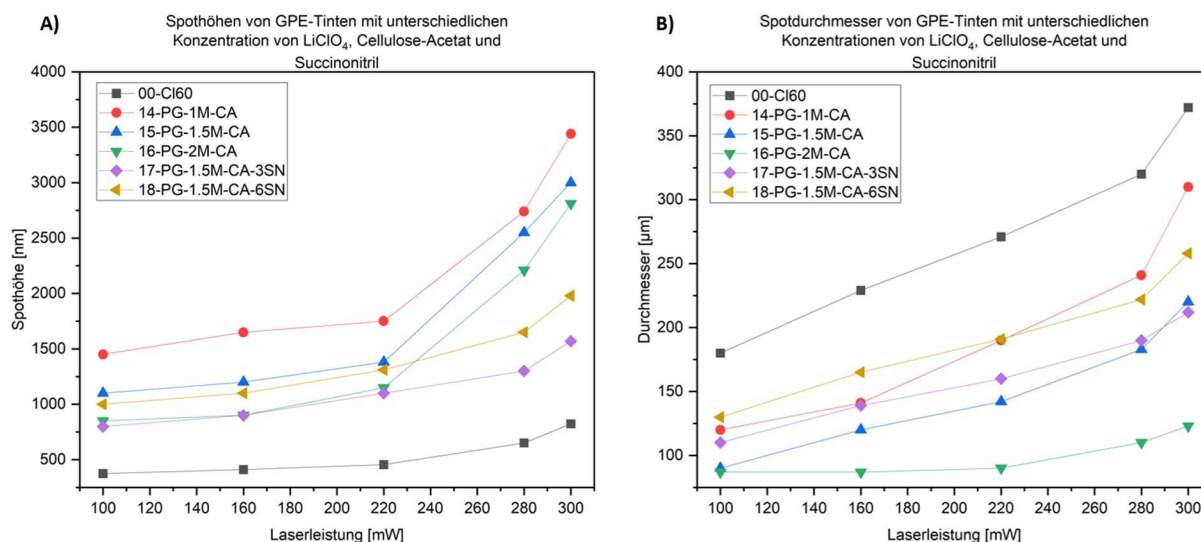 A)
Spothöhen von GPE-Tinten mit unterschiedlichen
Konzentration von LiClO₄, Cellulose-Acetat und
Succinonitril
4000
3500
3000
2500
2000
1500
1000
500
Spothöhe [nm]
00-Cl60
14-PG-1M-CA
15-PG-1.5M-CA
16-PG-2M-CA
17-PG-1.5M-CA-3SN
18-PG-1.5M-CA-6SN
100 120 140 160 180 200 220 240 260 280 300
Laserleistung [mW]
B)
Spotdurchmesser von GPE-Tinten mit unterschiedlichen
Konzentrationen von LiClO₄, Cellulose-Acetat und
Succinonitril
400
350
300
250
200
150
100
Durchmesser [µm]
00-Cl60
14-PG-1M-CA
15-PG-1.5M-CA
16-PG-2M-CA
17-PG-1.5M-CA-3SN
18-PG-1.5M-CA-6SN
100 120 140 160 180 200 220 240 260 280 300
Laserleistung [mW]